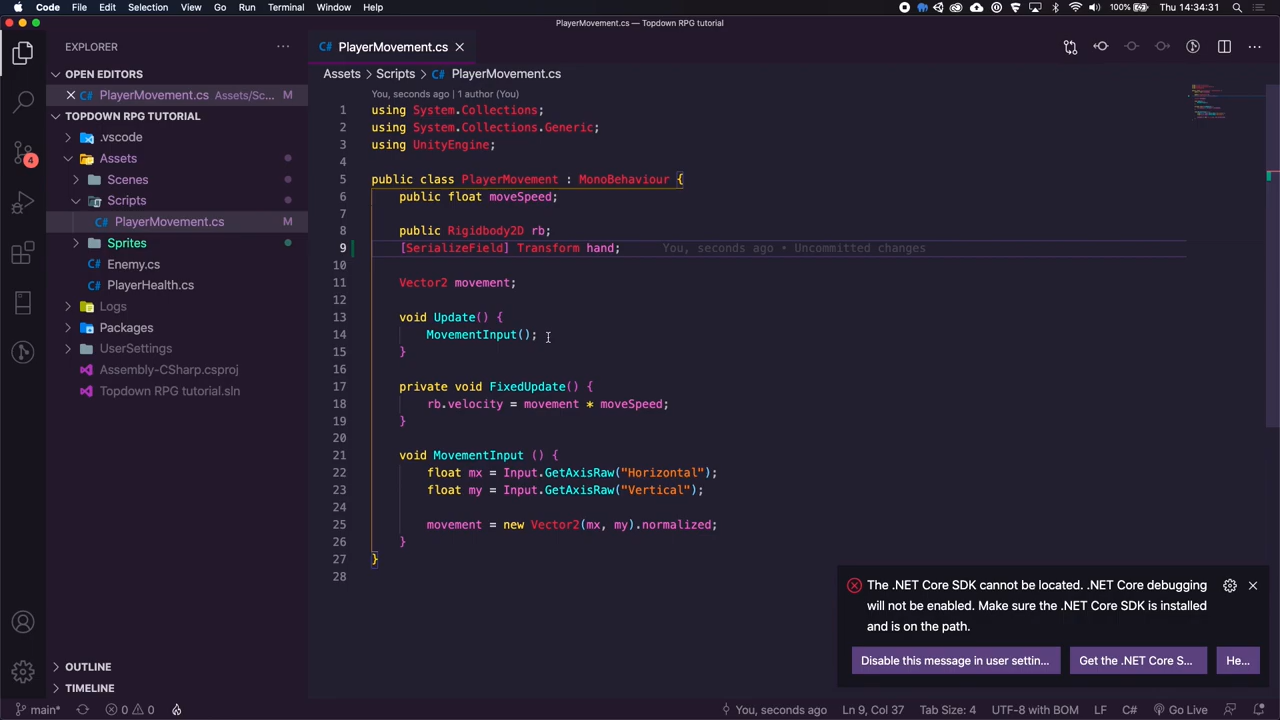 Code File Edit Selection View Go Run Terminal Window Help 100% Thu 14:34:31
PlayerMovement.cs — Topdown RPG tutorial
EXPLORER
OPEN EDITORS
PlayerMovement.cs Assets/Sc... M
TOPDOWN RPG TUTORIAL
.vscode
Assets
Scenes
Scripts
PlayerMovement.cs M
Sprites
Enemy.cs
PlayerHealth.cs
Logs
Packages
UserSettings
Assembly-CSharp.csproj
Topdown RPG tutorial.sln
OUTLINE
TIMELINE
4
C# PlayerMovement.cs
Assets > Scripts > C# PlayerMovement.cs
You, seconds ago | 1 author (You)
1 using System.Collections;
2 using System.Collections.Generic;
3 using UnityEngine;
4
5 public class PlayerMovement : MonoBehaviour {
6 public float moveSpeed;
7
8 public Rigidbody2D rb;
9 [SerializeField] Transform hand; You, seconds ago • Uncommitted changes
10
11 Vector2 movement;
12
13 void Update() {
14 MovementInput();
15 }
16
17 private void FixedUpdate() {
18 rb.velocity = movement * moveSpeed;
19 }
20
21 void MovementInput () {
22 float mx = Input.GetAxisRaw("Horizontal");
23 float my = Input.GetAxisRaw("Vertical");
24
25 movement = new Vector2(mx, my).normalized;
26 }
27 }
28
The .NET Core SDK cannot be located. .NET Core debugging
will not be enabled. Make sure the .NET Core SDK is installed
and is on the path.
Disable this message in user settin... Get the .NET Core S... He...
main* 0 0 You, seconds ago Ln 9, Col 37 Tab Size: 4 UTF-8 with BOM LF C# Go Live